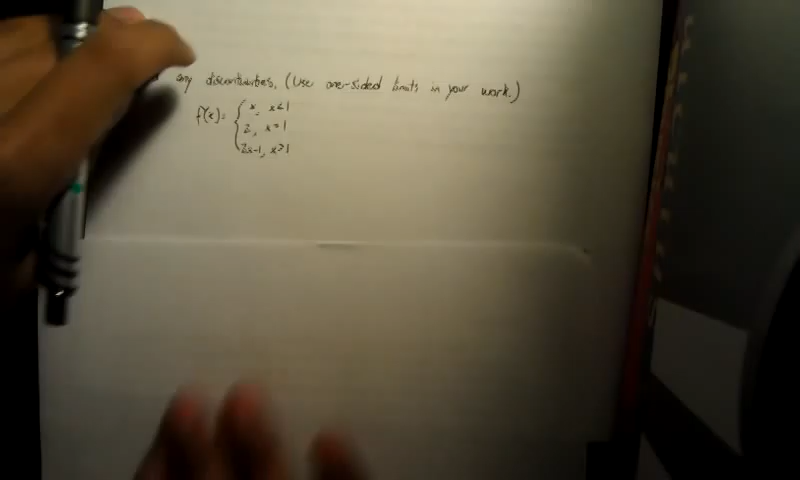 any discontinuities. (Use one-sided limits in your work.)
f(x) = { x, x<1
2, x=1
2x-1, x>1